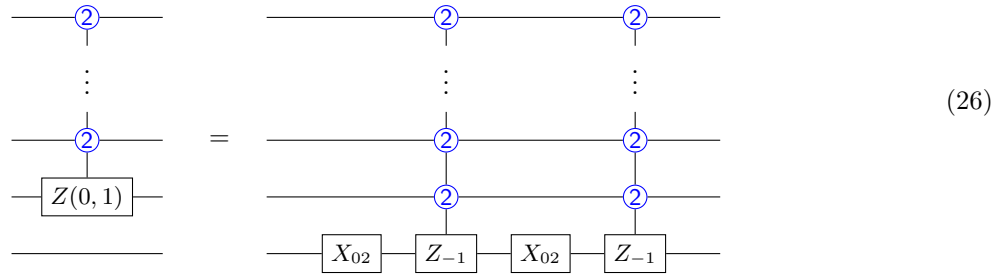 2 2 2
⋮ ⋮ ⋮ (26)
2 = 2 2
Z(0, 1) 2 2
X₀₂ Z₋₁ X₀₂ Z₋₁